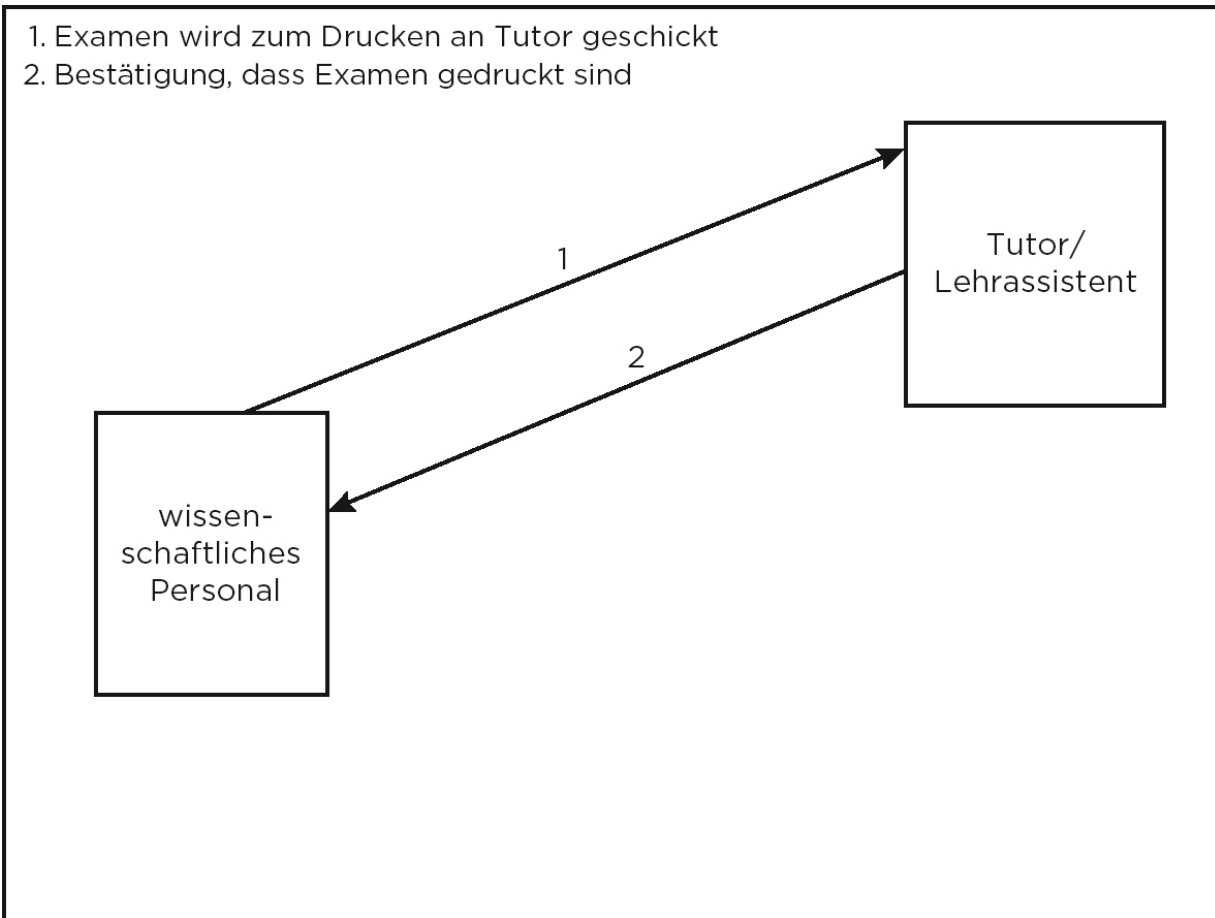 1. Examen wird zum Drucken an Tutor geschickt
2. Bestätigung, dass Examen gedruckt sind
1
Tutor/
Lehrassistent
2
wissen-
schaftliches
Personal